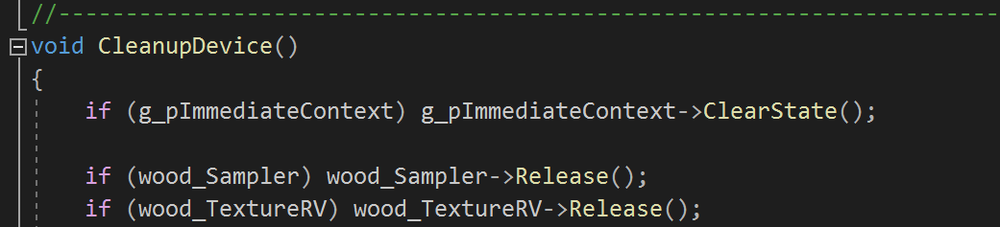 //----------------------------------------------------------------------
void CleanupDevice()
{
if (g_pImmediateContext) g_pImmediateContext->ClearState();
if (wood_Sampler) wood_Sampler->Release();
if (wood_TextureRV) wood_TextureRV->Release();